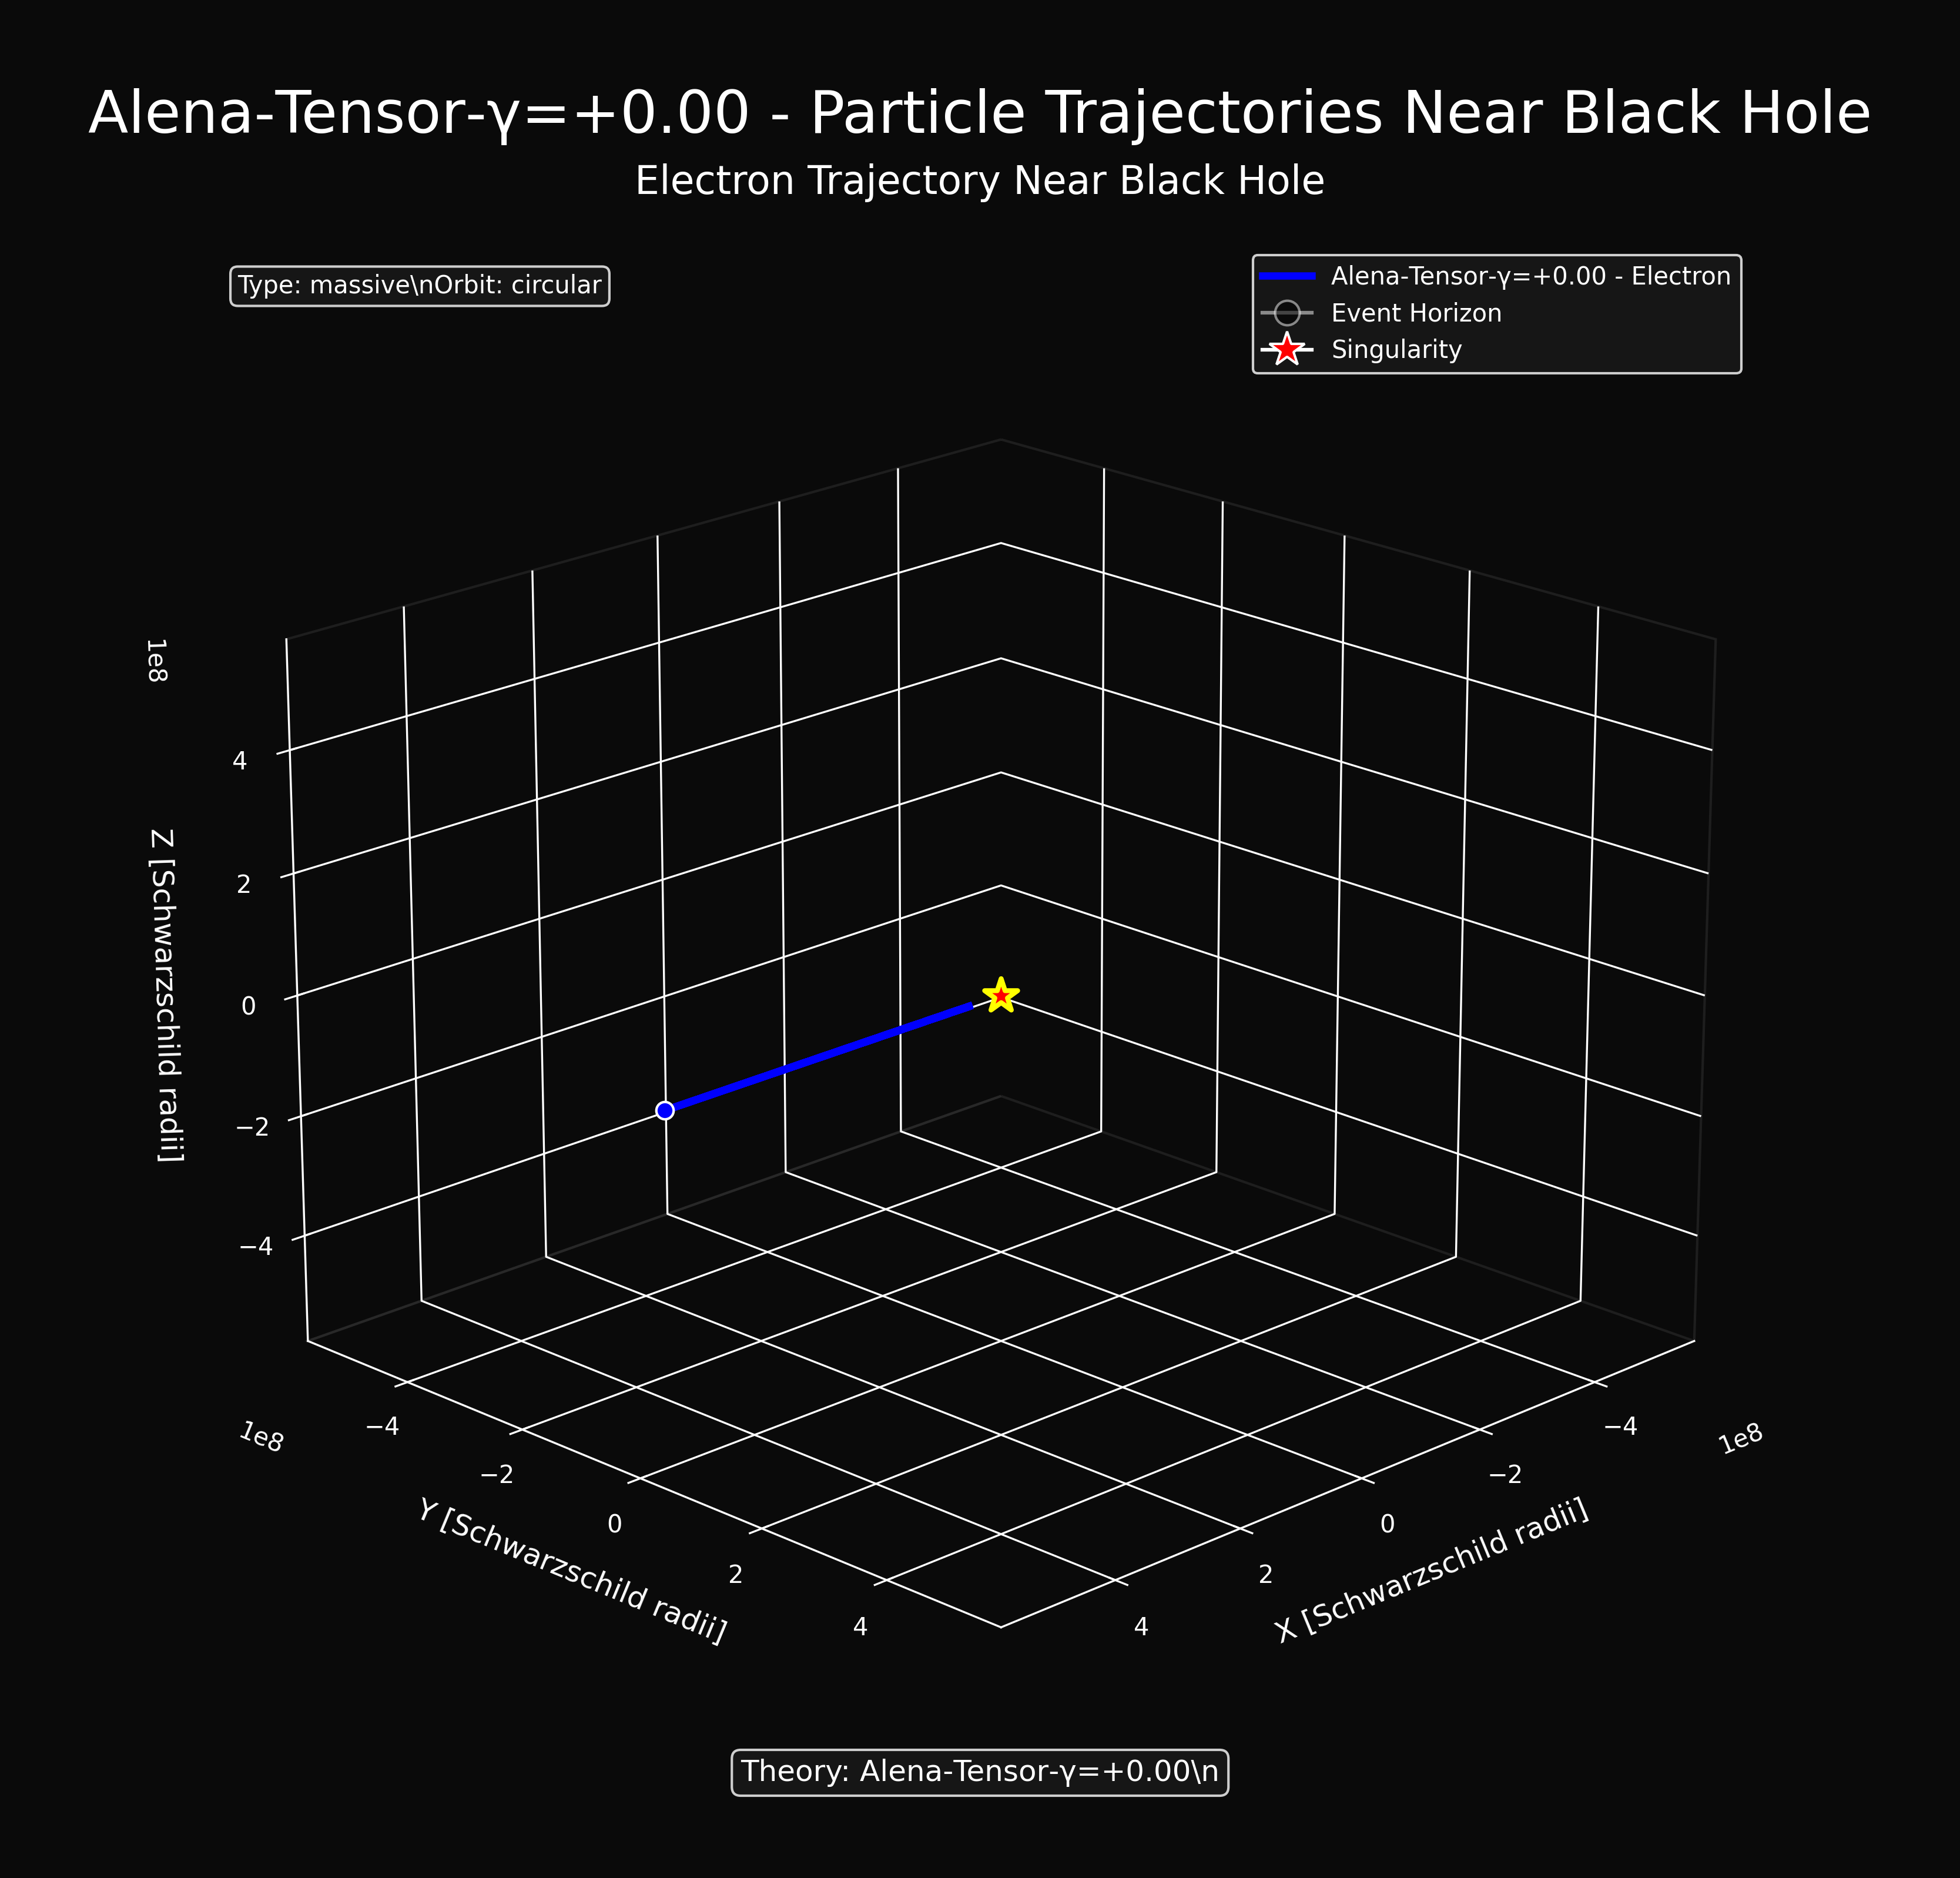 Alena-Tensor-γ=+0.00 - Particle Trajectories Near Black Hole
Electron Trajectory Near Black Hole
Type: massive\nOrbit: circular
Alena-Tensor-γ=+0.00 - Electron
Event Horizon
Singularity
1e8
4
2
0
−2
−4
Z [Schwarzschild radii]
1e8
−4
−2
0
2
4
Y [Schwarzschild radii]
4
2
0
−2
−4
1e8
X [Schwarzschild radii]
Theory: Alena-Tensor-γ=+0.00\n